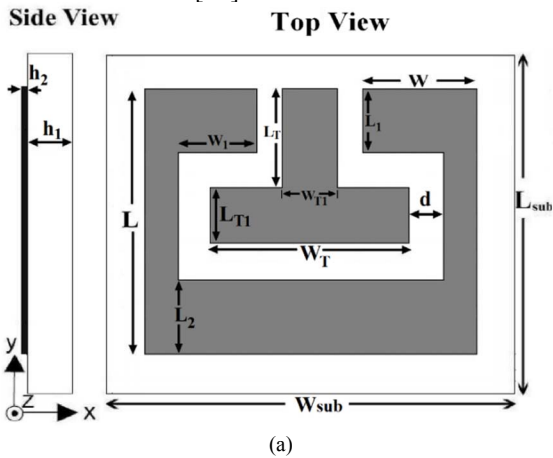 Side View
Top View
h2
h1
W
W1
LT
L1
WT1
LT1
d
L
Lsub
WT
L2
y
z
x
Wsub
(a)